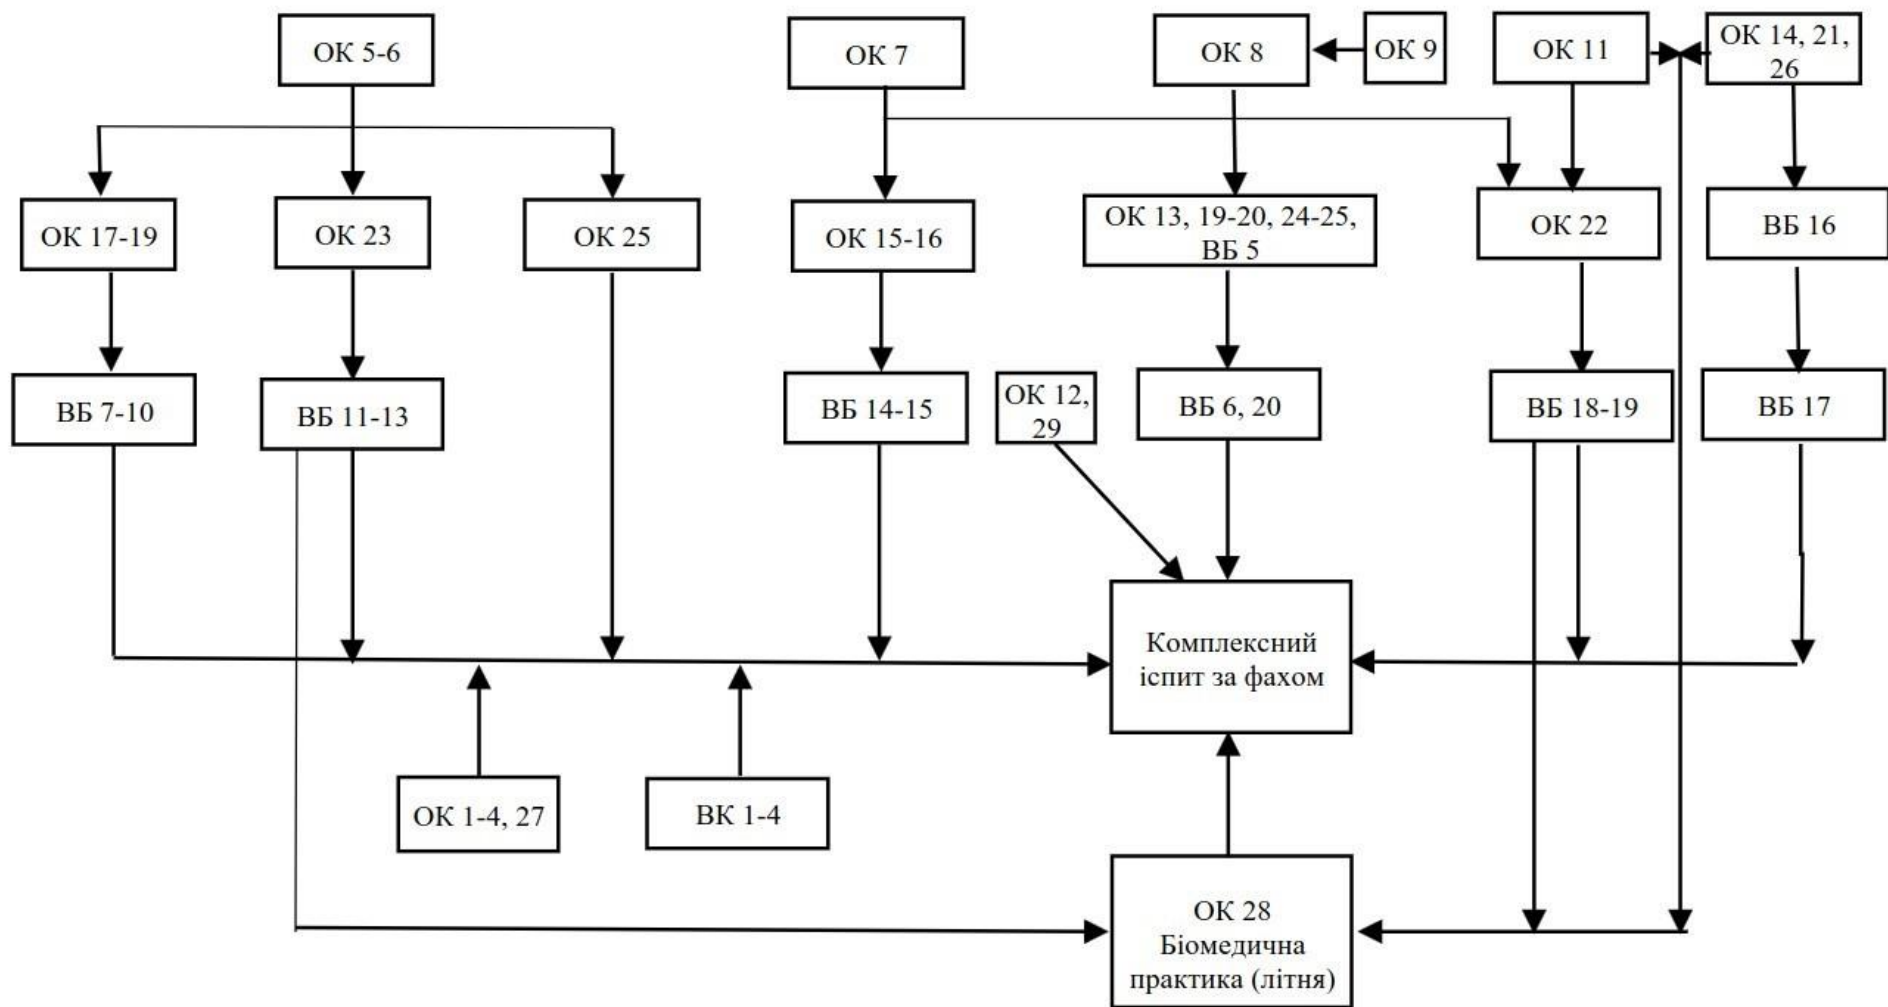 ОК 5-6
ОК 7
ОК 8
ОК 9
ОК 11
ОК 14, 21,
26
ОК 17-19
ОК 23
ОК 25
ОК 15-16
ОК 13, 19-20, 24-25,
ВБ 5
ОК 22
ВБ 16
ВБ 7-10
ВБ 11-13
ВБ 14-15
ОК 12,
29
ВБ 6, 20
ВБ 18-19
ВБ 17
Комплексний
іспит за фахом
ОК 1-4, 27
ВК 1-4
ОК 28
Біомедична
практика (літня)